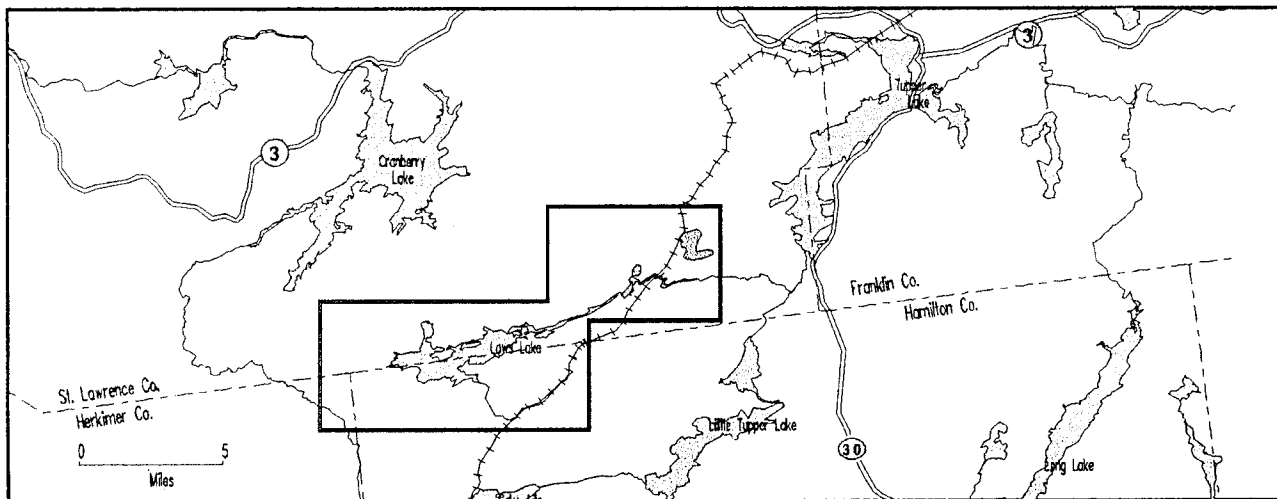 3
Tupper
Lake
3
Cranberry
Lake
Franklin Co.
Hamilton Co.
Lows Lake
St. Lawrence Co.
Herkimer Co.
0 5
Miles
Little Tupper Lake
30
Long Lake